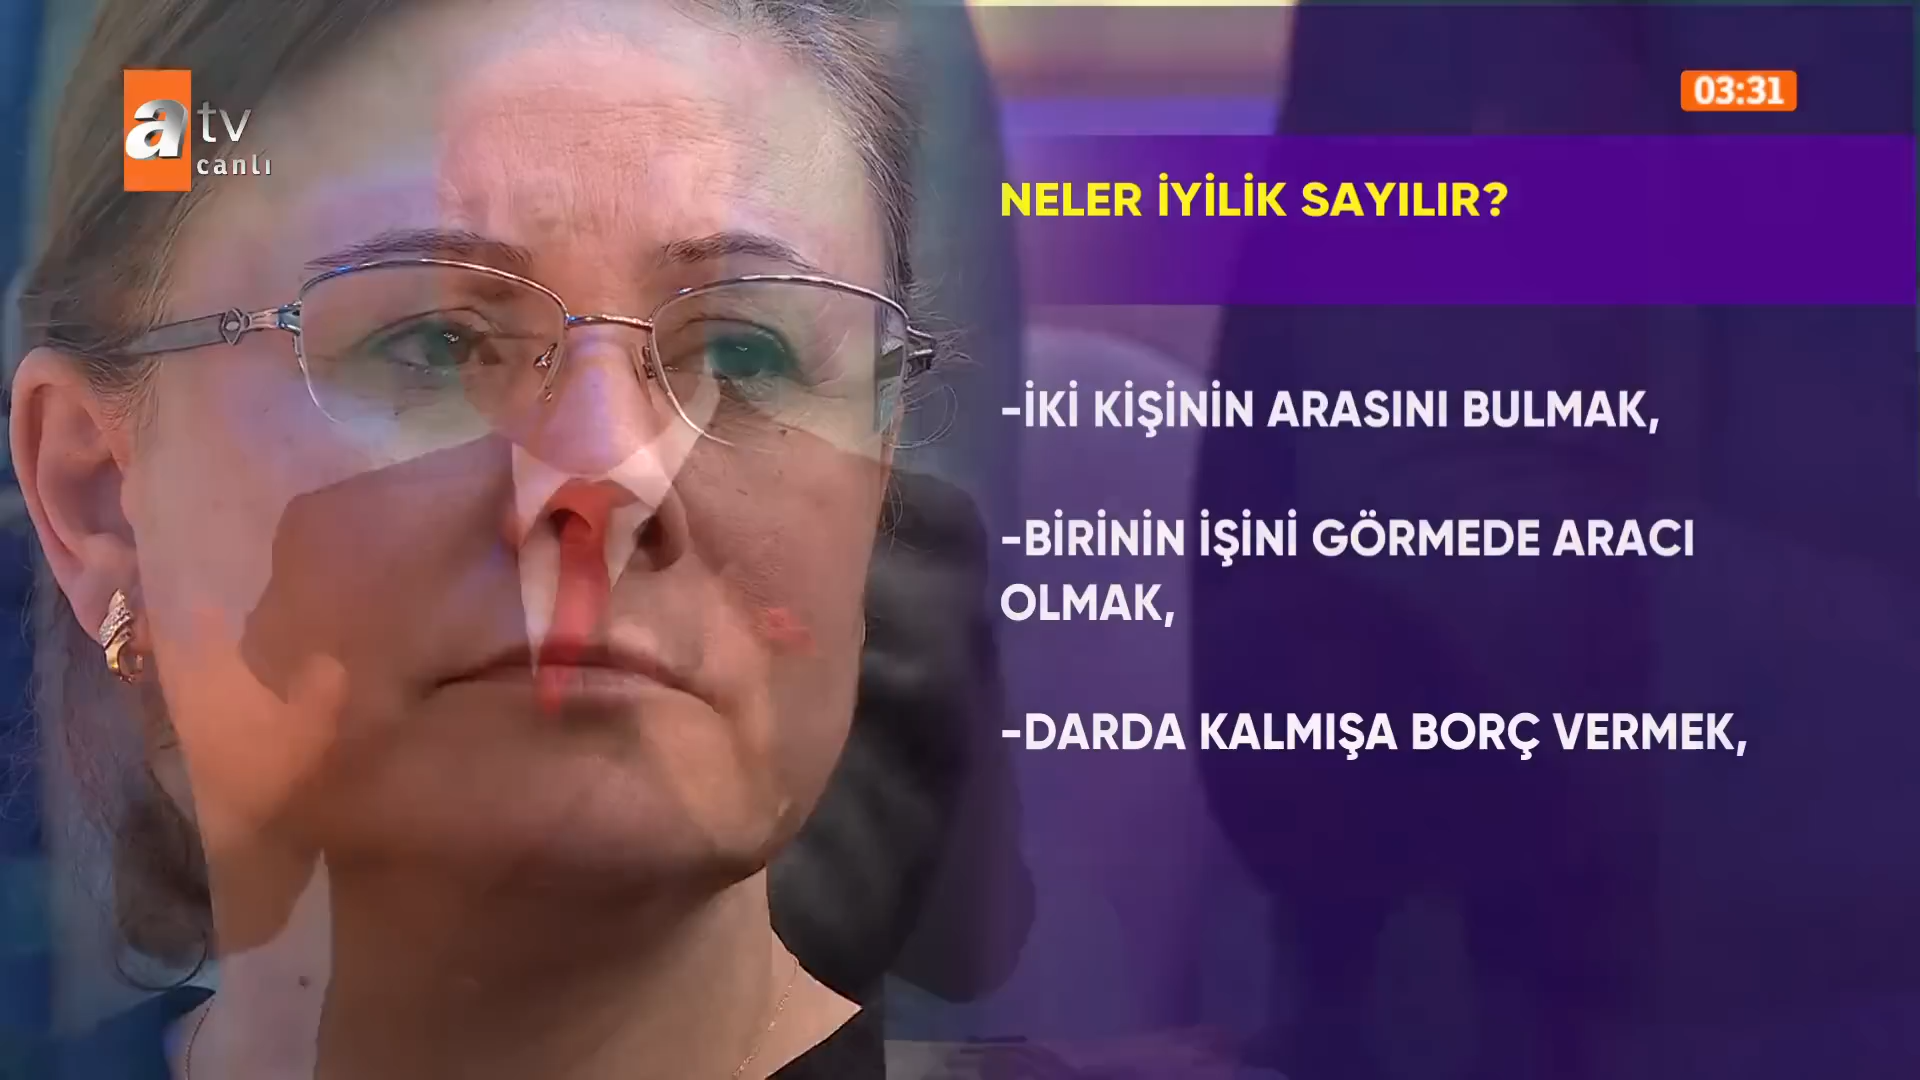 atv
canlı
03:31
NELER İYİLİK SAYILIR?
-İKİ KİŞİNİN ARASINI BULMAK,
-BİRİNİN İŞİNİ GÖRMEDE ARACI
OLMAK,
-DARDA KALMIŞA BORÇ VERMEK,